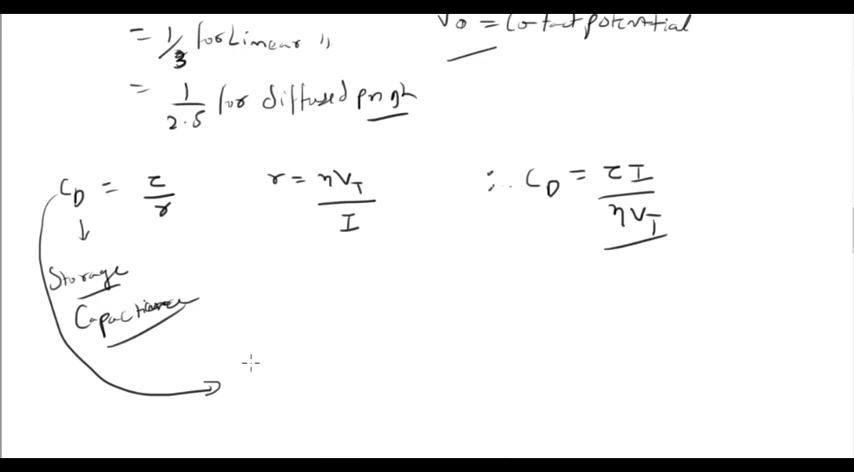 = 1/3 for Linear ,,
V0 = Contact potential
= 1/2.5 for diffused pn jn
CD = τ/r
r = ηVT/I
∴ CD = τI/ηVT
Storage
Capacitance